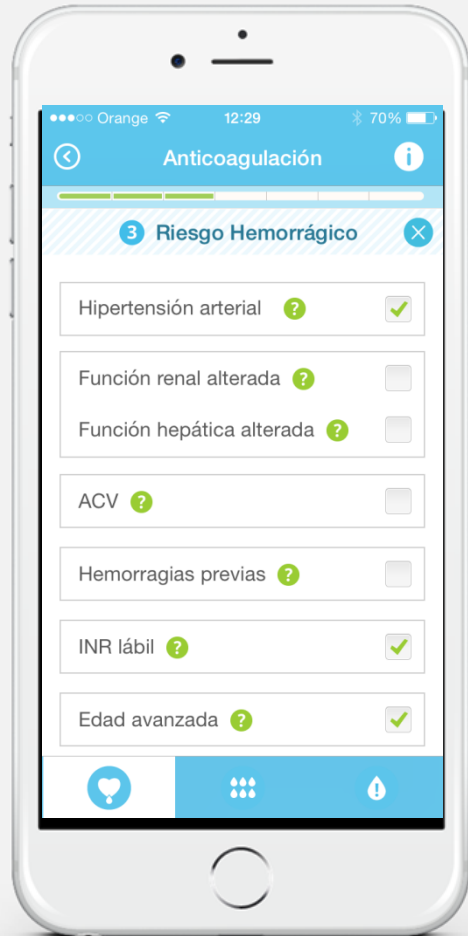 Orange 12:29 70%
Anticoagulación i
3 Riesgo Hemorrágico
Hipertensión arterial ?
Función renal alterada ?
Función hepática alterada ?
ACV ?
Hemorragias previas ?
INR lábil ?
Edad avanzada ?
!